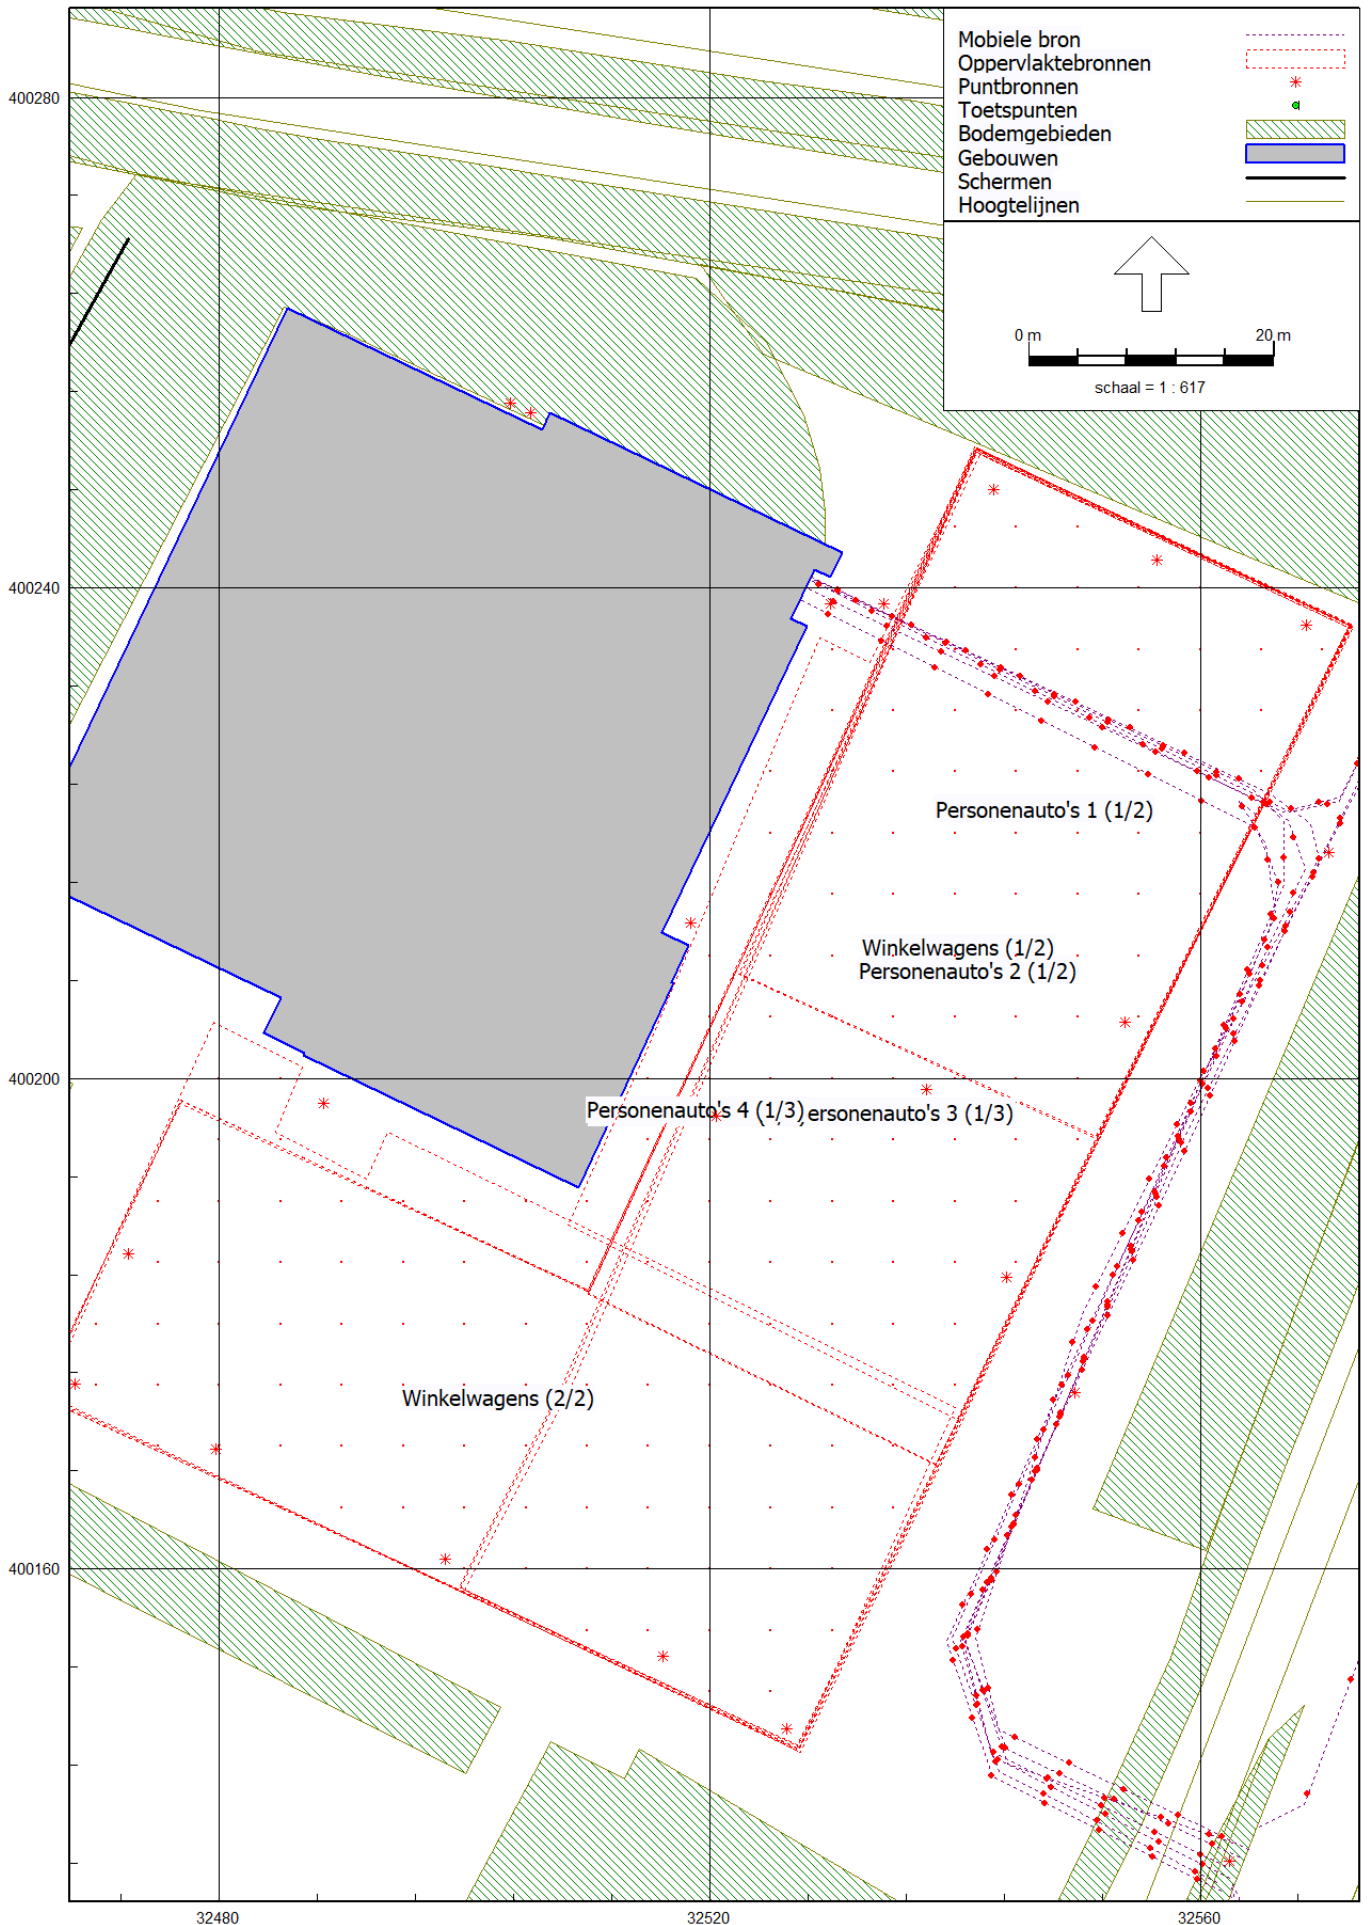 Mobiele bron
Oppervlaktebronnen
Puntbronnen
Toetspunten
Bodemgebieden
Gebouwen
Schermen
Hoogtelijnen
0 m 20 m
schaal = 1 : 617
400280
400240
Personenauto's 1 (1/2)
Winkelwagens (1/2)
Personenauto's 2 (1/2)
400200
Personenauto's 4 (1/3) ersonenauto's 3 (1/3)
Winkelwagens (2/2)
400160
32480 32520 32560